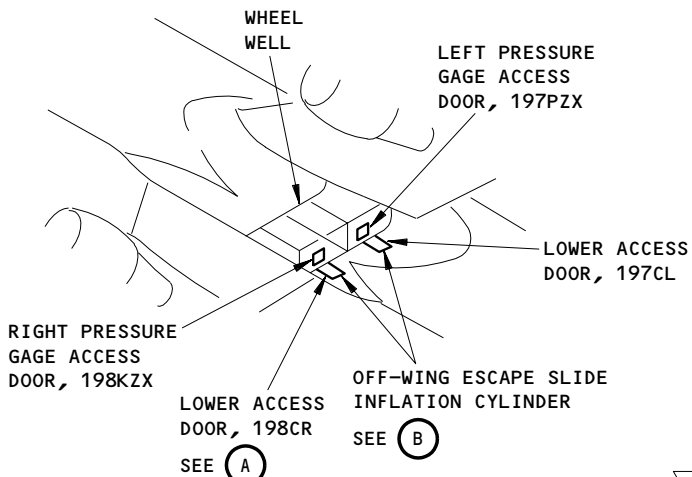 WHEEL
WELL
LEFT PRESSURE
GAGE ACCESS
DOOR, 197PZX
LOWER ACCESS
DOOR, 197CL
RIGHT PRESSURE
GAGE ACCESS
DOOR, 198KZX
LOWER ACCESS
DOOR, 198CR
SEE A
OFF-WING ESCAPE SLIDE
INFLATION CYLINDER
SEE B